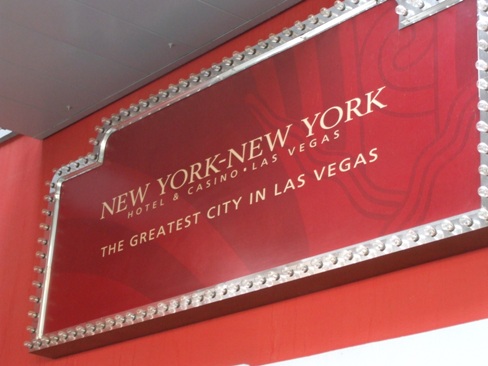 NEW YORK-NEW YORK
HOTEL & CASINO • LAS VEGAS
THE GREATEST CITY IN LAS VEGAS